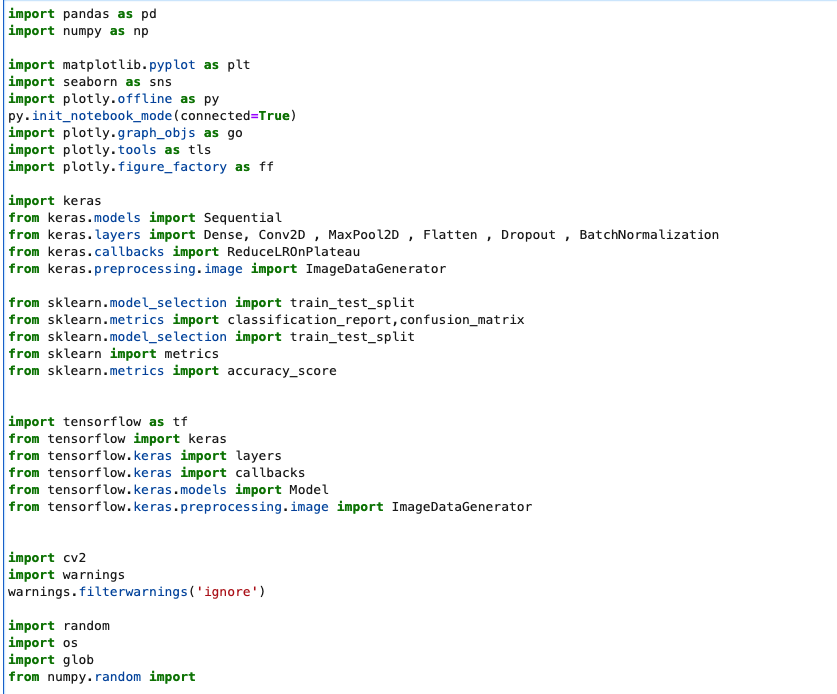 import pandas as pd
import numpy as np
import matplotlib.pyplot as plt
import seaborn as sns
import plotly.offline as py
py.init_notebook_mode(connected=True)
import plotly.graph_objs as go
import plotly.tools as tls
import plotly.figure_factory as ff
import keras
from keras.models import Sequential
from keras.layers import Dense, Conv2D , MaxPool2D , Flatten , Dropout , BatchNormalization
from keras.callbacks import ReduceLROnPlateau
from keras.preprocessing.image import ImageDataGenerator
from sklearn.model_selection import train_test_split
from sklearn.metrics import classification_report,confusion_matrix
from sklearn.model_selection import train_test_split
from sklearn import metrics
from sklearn.metrics import accuracy_score
import tensorflow as tf
from tensorflow import keras
from tensorflow.keras import layers
from tensorflow.keras import callbacks
from tensorflow.keras.models import Model
from tensorflow.keras.preprocessing.image import ImageDataGenerator
import cv2
import warnings
warnings.filterwarnings('ignore')
import random
import os
import glob
from numpy.random import